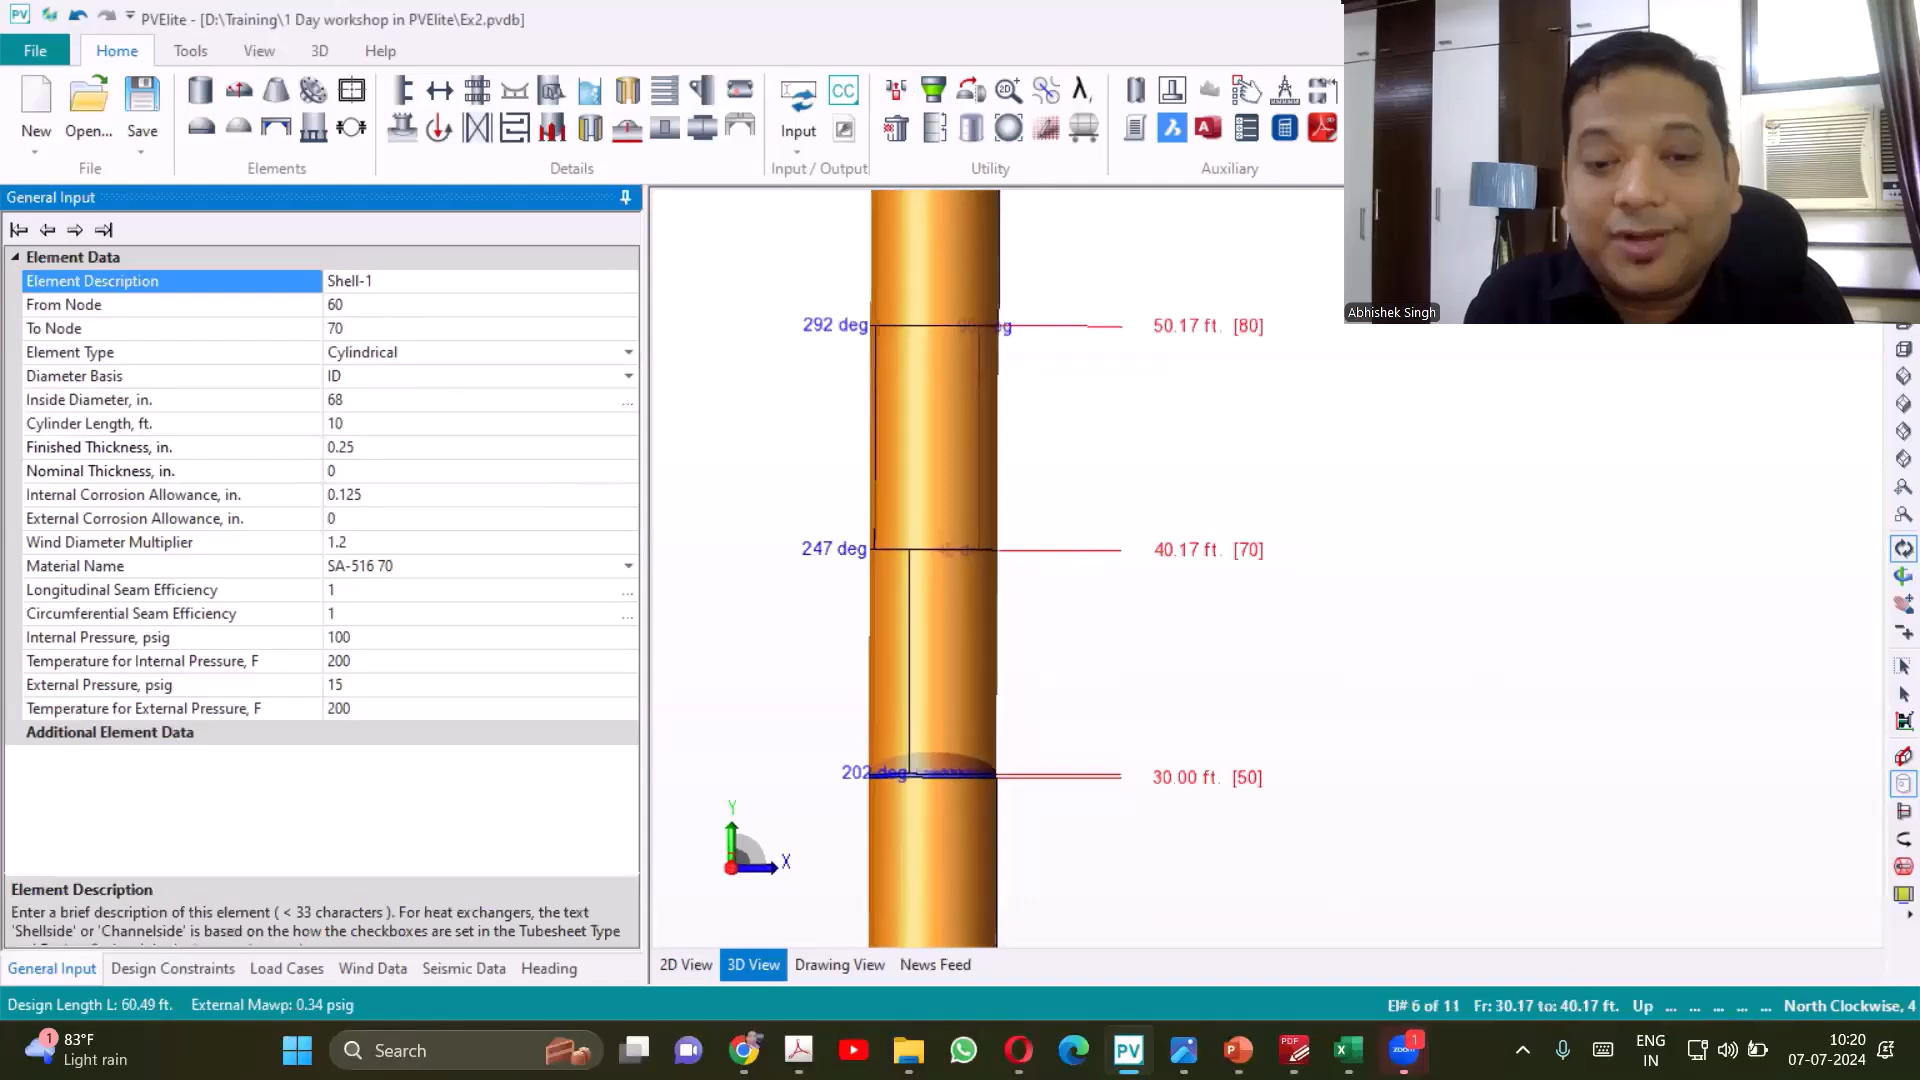 PV
PVElite - [D:\Training\1 Day workshop in PVElite\Ex2.pvdb]
File Home Tools View 3D Help
New Open... Save Input CC
File Elements Details Input / Output Utility Auxiliary
2D
Abhishek Singh
General Input
Element Data
Element Description Shell-1
From Node 60
To Node 70
Element Type Cylindrical
Diameter Basis ID
Inside Diameter, in. 68 ...
Cylinder Length, ft. 10
Finished Thickness, in. 0.25
Nominal Thickness, in. 0
Internal Corrosion Allowance, in. 0.125
External Corrosion Allowance, in. 0
Wind Diameter Multiplier 1.2
Material Name SA-516 70
Longitudinal Seam Efficiency 1 ...
Circumferential Seam Efficiency 1 ...
Internal Pressure, psig 100
Temperature for Internal Pressure, F 200
External Pressure, psig 15
Temperature for External Pressure, F 200
Additional Element Data
292 deg 50.17 ft. [80]
247 deg 40.17 ft. [70]
202 deg 30.00 ft. [50]
Y
X
Element Description
Enter a brief description of this element ( < 33 characters ). For heat exchangers, the text
'Shellside' or 'Channelside' is based on the how the checkboxes are set in the Tubesheet Type
General Input Design Constraints Load Cases Wind Data Seismic Data Heading
2D View 3D View Drawing View News Feed
Design Length L: 60.49 ft. External Mawp: 0.34 psig El# 6 of 11 Fr: 30.17 to: 40.17 ft. Up ... ... ... ... ... North Clockwise, 4
1 83°F
Light rain
Search
PV
PDF
zoom 1
ENG
IN
10:20
07-07-2024